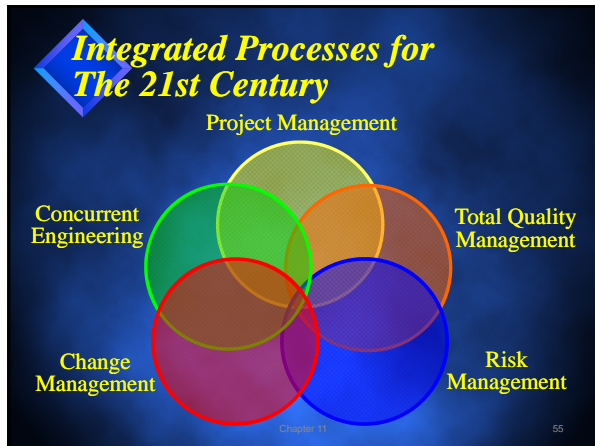 Integrated Processes for
The 21st Century
Project Management
Concurrent
Engineering
Total Quality
Management
Change
Management
Risk
Management
Chapter 11
55